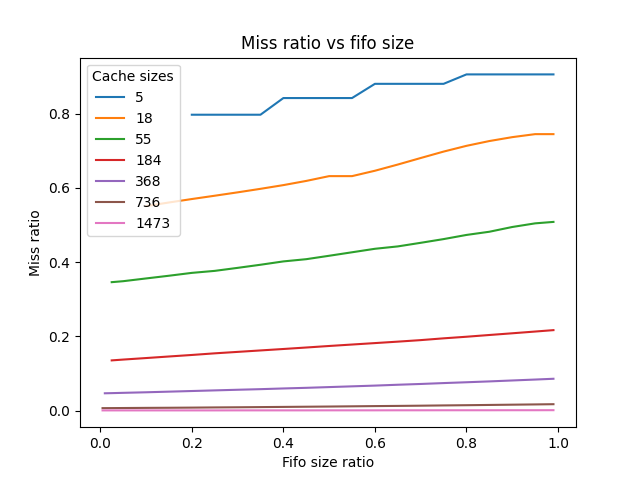 Miss ratio vs fifo size
Cache sizes
5
18
55
184
368
736
1473
Miss ratio
0.8
0.6
0.4
0.2
0.0
0.0 0.2 0.4 0.6 0.8 1.0
Fifo size ratio